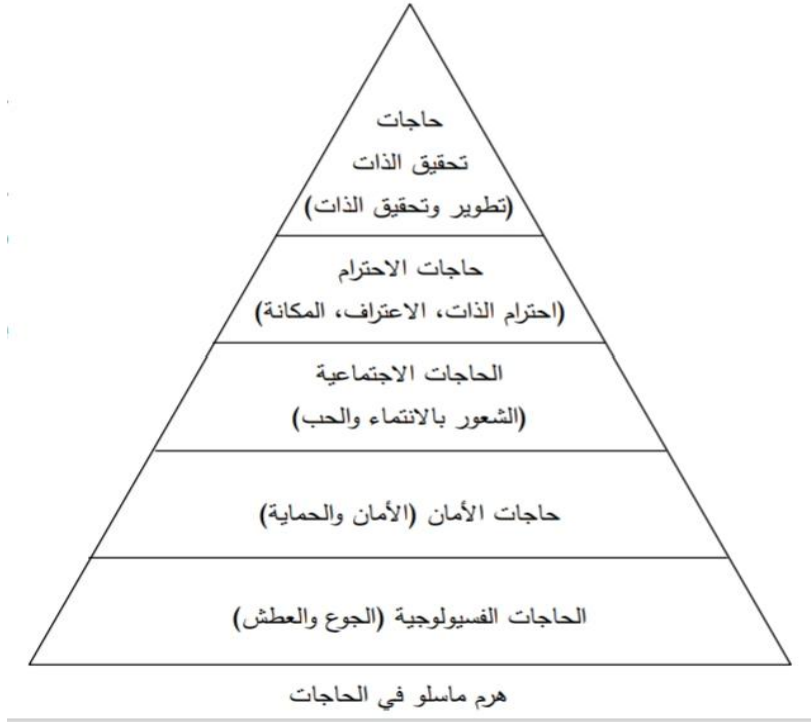 حاجات
تحقيق الذات
(تطوير وتحقيق الذات)
حاجات الاحترام
(احترام الذات، الاعتراف، المكانة)
الحاجات الاجتماعية
(الشعور بالانتماء والحب)
حاجات الأمان (الأمان والحماية)
الحاجات الفسيولوجية (الجوع والعطش)
هرم ماسلو في الحاجات